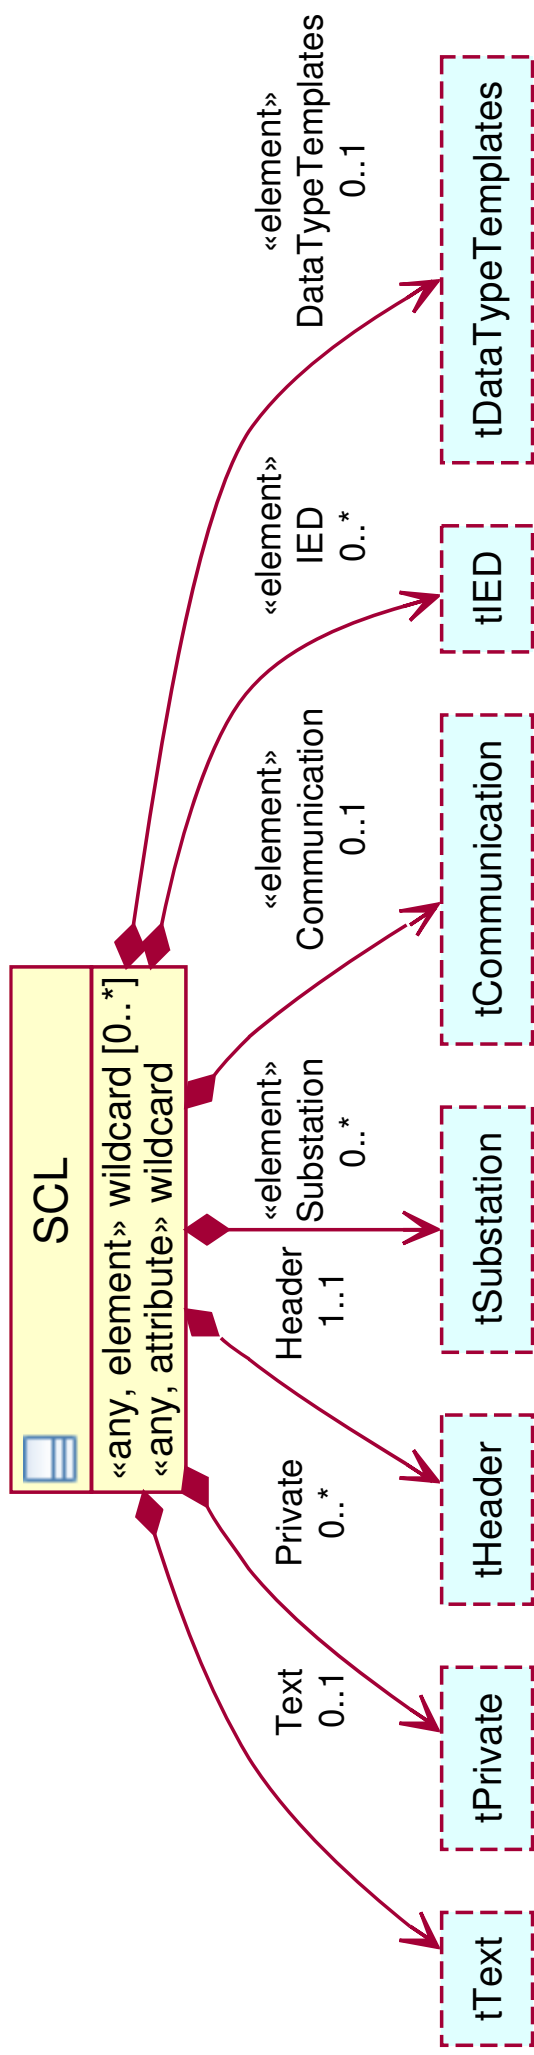 SCL
«any, element» wildcard [0..*]
«any, attribute» wildcard
Text
0..1
Private
0..*
Header
1..1
«element»
Substation
0..*
«element»
Communication
0..1
«element»
IED
0..*
«element»
DataTypeTemplates
0..1
tText
tPrivate
tHeader
tSubstation
tCommunication
tIED
tDataTypeTemplates